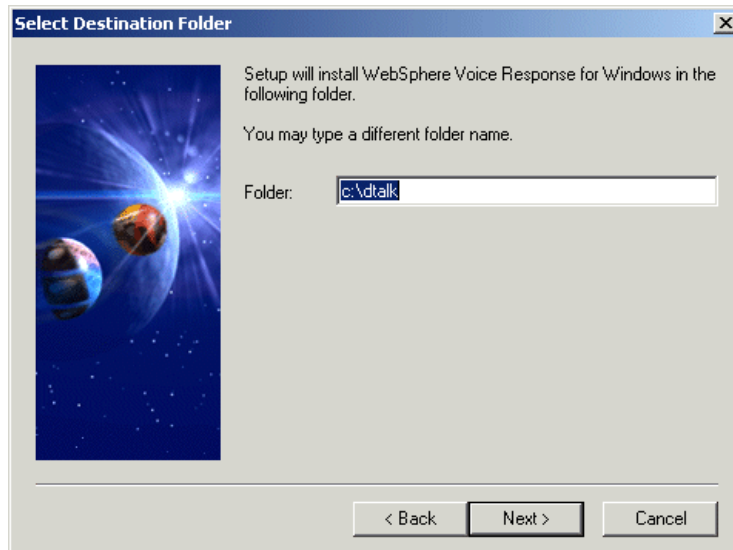 Select Destination Folder
Setup will install WebSphere Voice Response for Windows in the
following folder.
You may type a different folder name.
Folder: c:\dtalk
< Back Next > Cancel